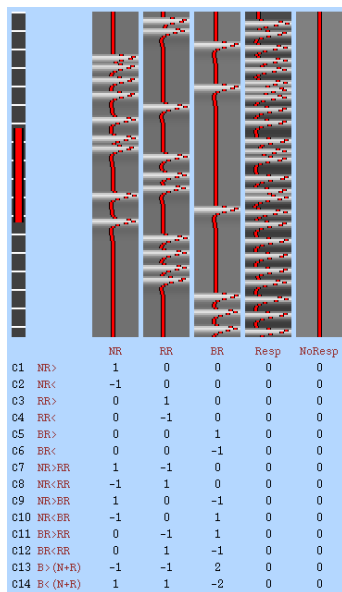 NR RR BR Resp NoResp
C1 NR> 1 0 0 0 0
C2 NR< -1 0 0 0 0
C3 RR> 0 1 0 0 0
C4 RR< 0 -1 0 0 0
C5 BR> 0 0 1 0 0
C6 BR< 0 0 -1 0 0
C7 NR>RR 1 -1 0 0 0
C8 NR<RR -1 1 0 0 0
C9 NR>BR 1 0 -1 0 0
C10 NR<BR -1 0 1 0 0
C11 BR>RR 0 -1 1 0 0
C12 BR<RR 0 1 -1 0 0
C13 B>(N+R) -1 -1 2 0 0
C14 B<(N+R) 1 1 -2 0 0